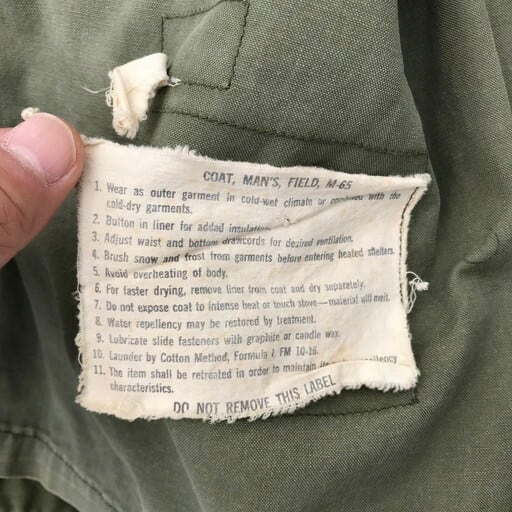 COAT, MAN'S, FIELD, M-65
1. Wear as outer garment in cold-wet climate or with the
cold-dry garments.
2. Button in liner for added
3. Adjust waist and bottom drawcords for desired ventilation.
4. Brush snow and frost from garments before entering heated shelters.
5. Avoid overheating of body.
6. For faster drying, remove liner from coat and dry separately.
7. Do not expose coat to intense heat or touch stove—material will melt.
8. Water repellency may be restored by treatment.
9. Lubricate slide fasteners with graphite or candle wax.
10. Launder by Cotton Method, Formula I, FM 10-16.
11. The item shall be retreated in order to maintain
characteristics.
DO NOT REMOVE THIS LABEL